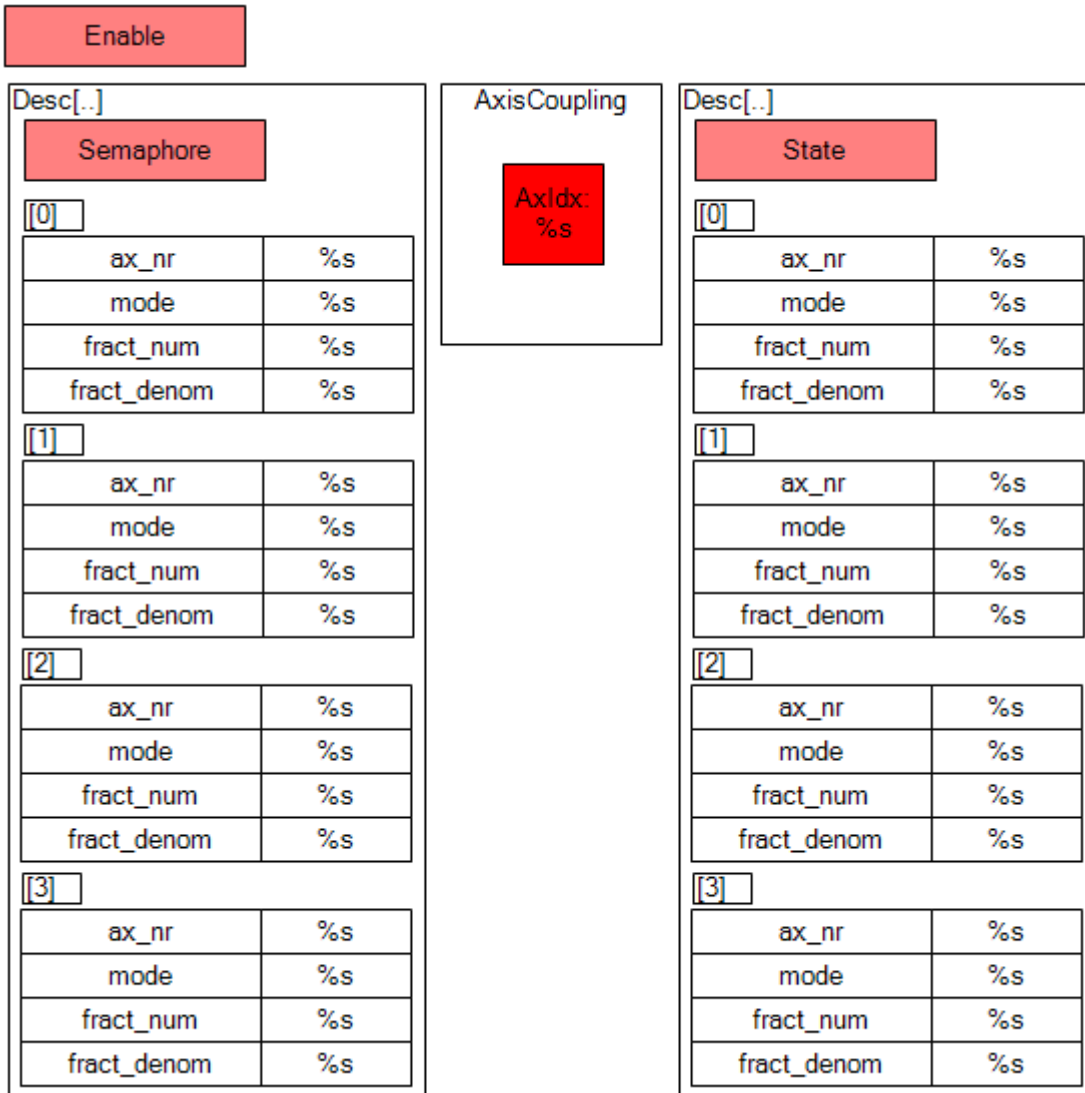 Enable
Desc[..]
Semaphore
[0]
ax_nr %s
mode %s
fract_num %s
fract_denom %s
[1]
ax_nr %s
mode %s
fract_num %s
fract_denom %s
[2]
ax_nr %s
mode %s
fract_num %s
fract_denom %s
[3]
ax_nr %s
mode %s
fract_num %s
fract_denom %s
AxisCoupling
AxIdx:
%s
Desc[..]
State
[0]
ax_nr %s
mode %s
fract_num %s
fract_denom %s
[1]
ax_nr %s
mode %s
fract_num %s
fract_denom %s
[2]
ax_nr %s
mode %s
fract_num %s
fract_denom %s
[3]
ax_nr %s
mode %s
fract_num %s
fract_denom %s